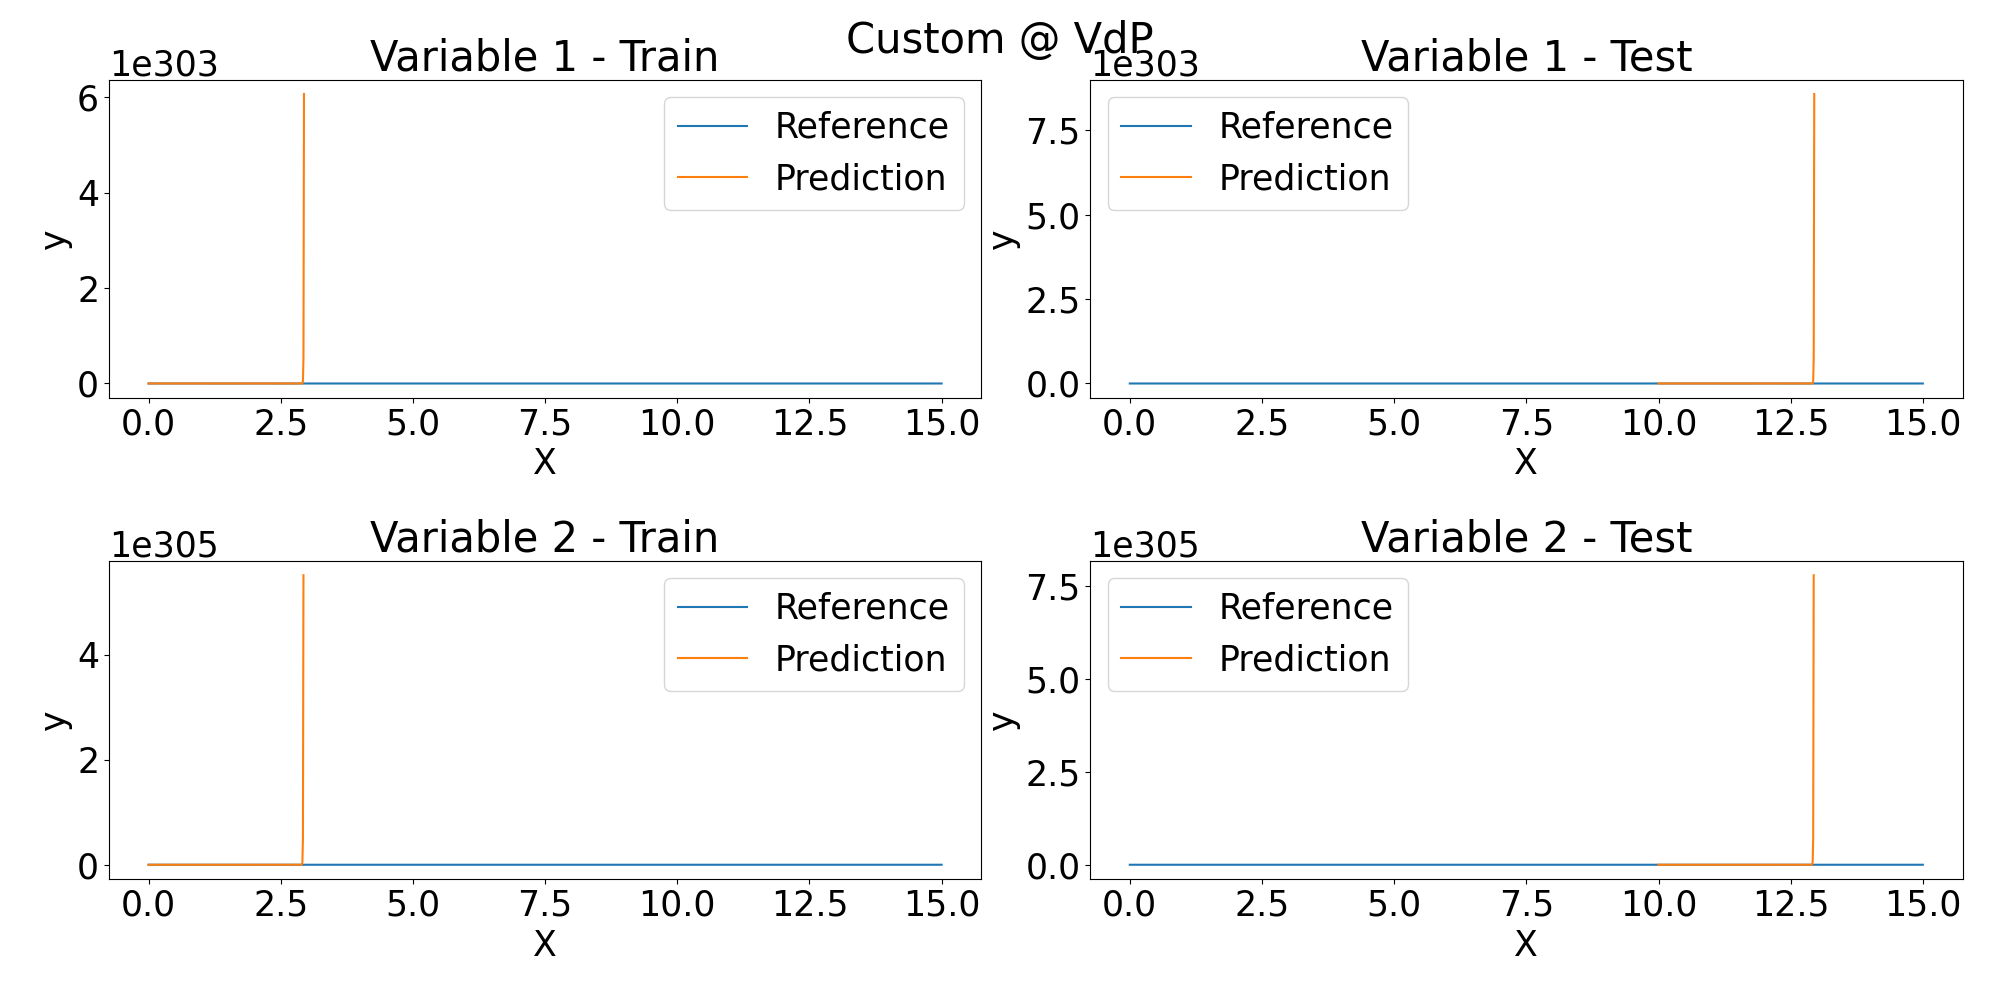 Custom @ VdP
Variable 1 - Train
1e303
6
4
2
0
y
Reference
Prediction
0.0 2.5 5.0 7.5 10.0 12.5 15.0
X
Variable 1 - Test
1e303
7.5
5.0
2.5
0.0
y
Reference
Prediction
0.0 2.5 5.0 7.5 10.0 12.5 15.0
X
Variable 2 - Train
1e305
4
2
0
y
Reference
Prediction
0.0 2.5 5.0 7.5 10.0 12.5 15.0
X
Variable 2 - Test
1e305
7.5
5.0
2.5
0.0
y
Reference
Prediction
0.0 2.5 5.0 7.5 10.0 12.5 15.0
X